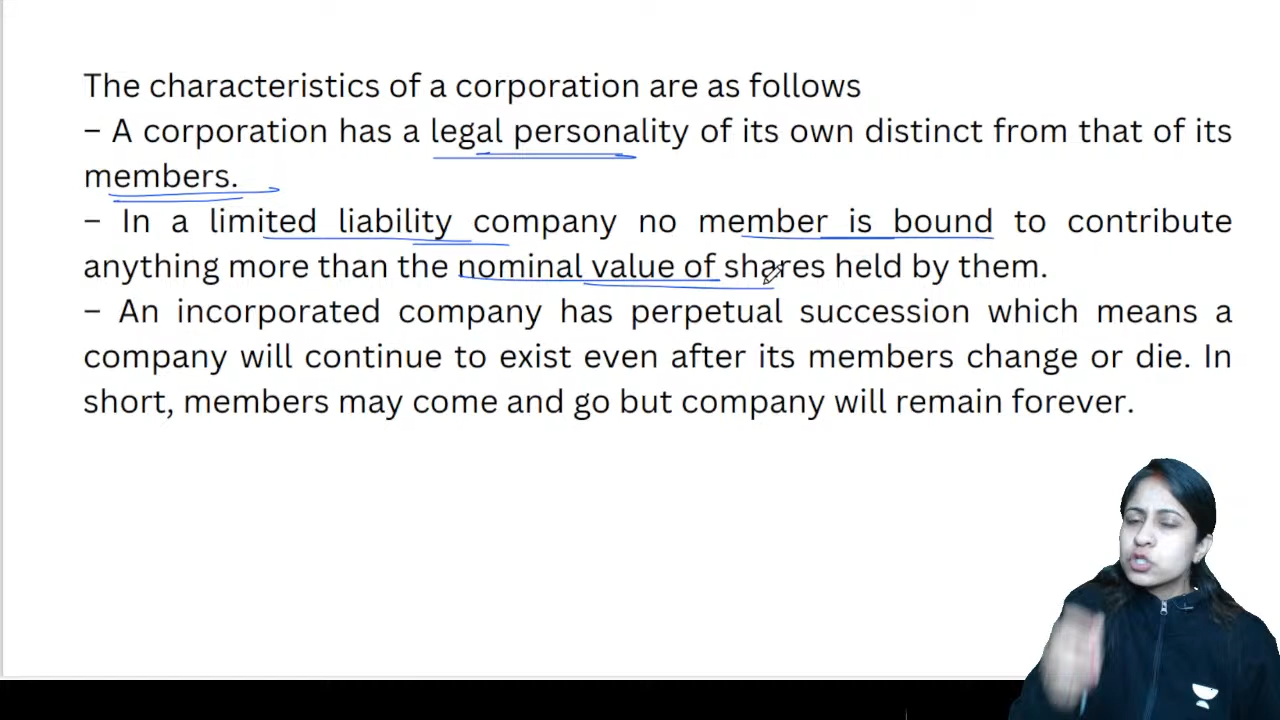 The characteristics of a corporation are as follows
– A corporation has a legal personality of its own distinct from that of its
members.
– In a limited liability company no member is bound to contribute
anything more than the nominal value of shares held by them.
– An incorporated company has perpetual succession which means a
company will continue to exist even after its members change or die. In
short, members may come and go but company will remain forever.